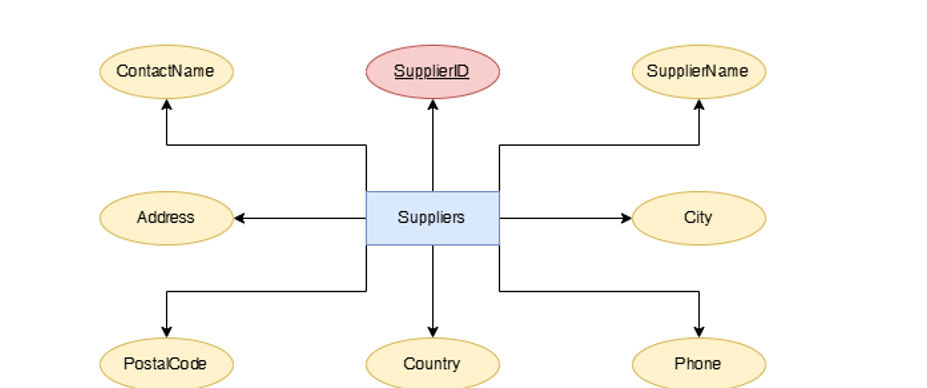 ContactName
SupplierID
SupplierName
Address
Suppliers
City
PostalCode
Country
Phone